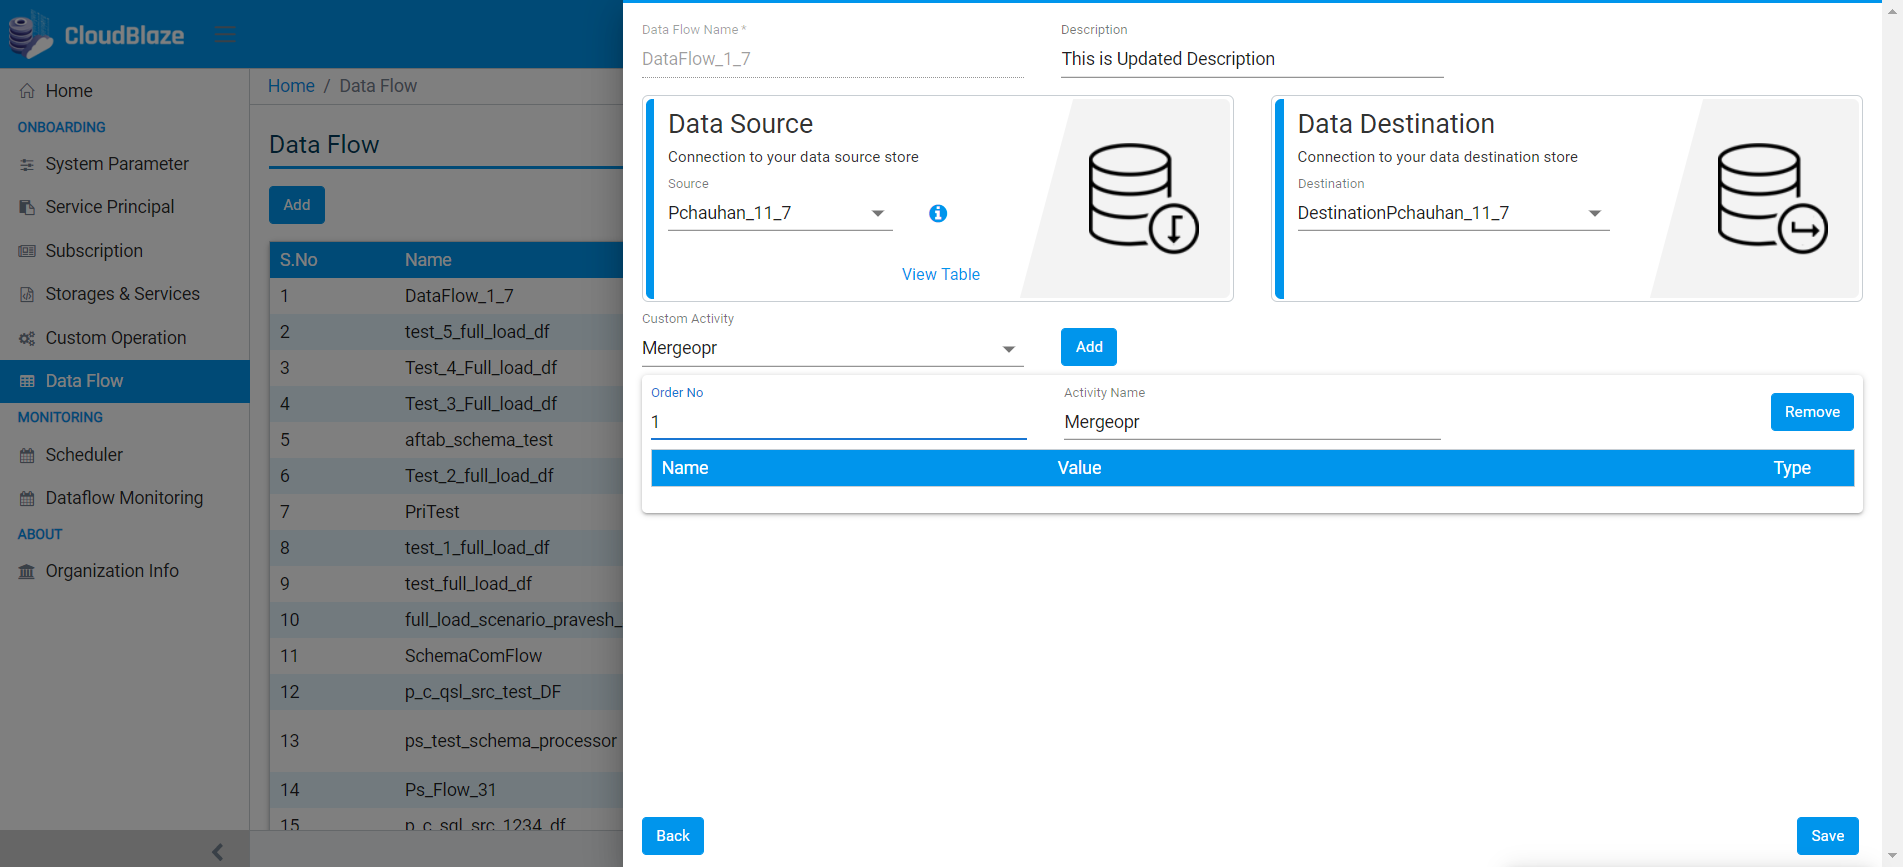 CloudBlaze
Home
ONBOARDING
System Parameter
Service Principal
Subscription
Storages & Services
Custom Operation
Data Flow
MONITORING
Scheduler
Dataflow Monitoring
ABOUT
Organization Info
Home / Data Flow
Data Flow
Add
S.No Name
1 DataFlow_1_7
2 test_5_full_load_df
3 Test_4_Full_load_df
4 Test_3_Full_load_df
5 aftab_schema_test
6 Test_2_full_load_df
7 PriTest
8 test_1_full_load_df
9 test_full_load_df
10 full_load_scenario_pravesh_
11 SchemaComFlow
12 p_c_qsl_src_test_DF
13 ps_test_schema_processor
14 Ps_Flow_31
15 p_c_sql_src_1234_df
Data Flow Name * Description
DataFlow_1_7 This is Updated Description
Data Source
Connection to your data source store
Source
Pchauhan_11_7
View Table
Data Destination
Connection to your data destination store
Destination
DestinationPchauhan_11_7
Custom Activity
Mergeopr Add
Order No Activity Name
1 Mergeopr Remove
Name Value Type
Back Save